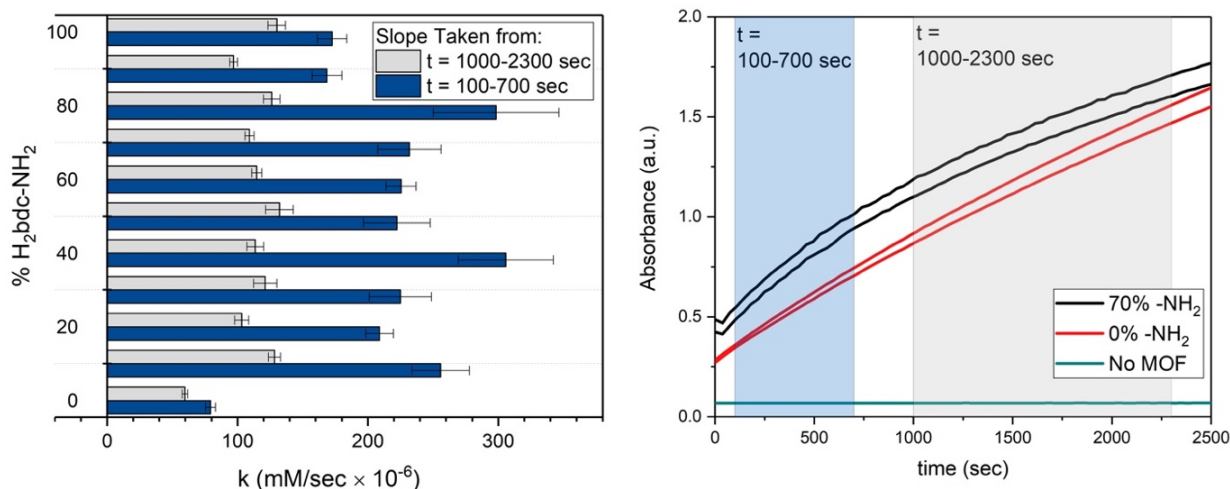 100
80
60
40
20
0
% H₂bdc-NH₂
Slope Taken from:
t = 1000-2300 sec
t = 100-700 sec
0
100
200
300
k (mM/sec × 10⁻⁶)
2.0
1.5
1.0
0.5
0.0
Absorbance (a.u.)
t =
100-700 sec
t =
1000-2300 sec
70% -NH₂
0% -NH₂
No MOF
0
500
1000
1500
2000
2500
time (sec)